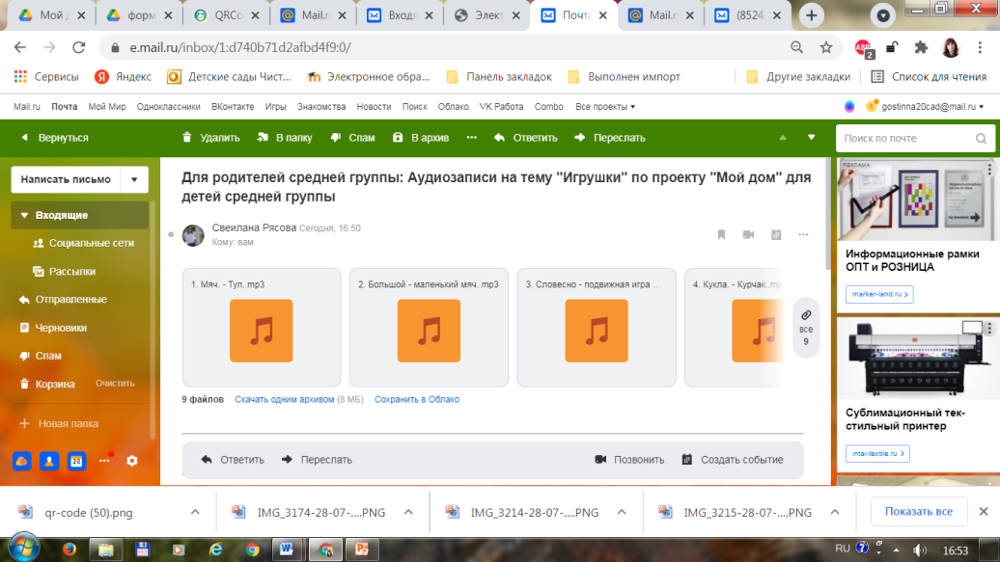 Мой д
форм
QRCo
Mail.ru
Входя
Элект
Почта
Mail.ru
(8524
e.mail.ru/inbox/1:d740b71d2afbd4f9:0/
ABP 2
Сервисы Яндекс Детские сады Чист... Электронное обра... Панель закладок Выполнен импорт Другие закладки Список для чтения
Mail.ru Почта Мой Мир Одноклассники ВКонтакте Игры Знакомства Новости Поиск Облако VK Работа Combo Все проекты gostinna20cad@mail.ru
Вернуться Удалить В папку Спам В архив Ответить Переслать Поиск по почте
Написать письмо
Входящие
Социальные сети
Рассылки
Отправленные
Черновики
Спам
Корзина Очистить
Новая папка
28
Для родителей средней группы: Аудиозаписи на тему "Игрушки" по проекту "Мой дом" для
детей средней группы
Свеилана Рясова Сегодня, 16:50
Кому: вам
1. Мяч. - Туп..mp3
2. Большой - маленький мяч..mp3
3. Словесно - подвижная игра ...
4. Кукла. - Курчак..mp
все
9
9 файлов Скачать одним архивом (8 МБ) Сохранить в Облако
Ответить Переслать Позвонить Создать событие
РЕКЛАМА
Информационные рамки
ОПТ и РОЗНИЦА
marker-land.ru
Сублимационный тек-
стильный принтер
intai-textile.ru
qr-code (50).png
IMG_3174-28-07-....PNG
IMG_3214-28-07-....PNG
IMG_3215-28-07-....PNG
Показать все
RU 16:53